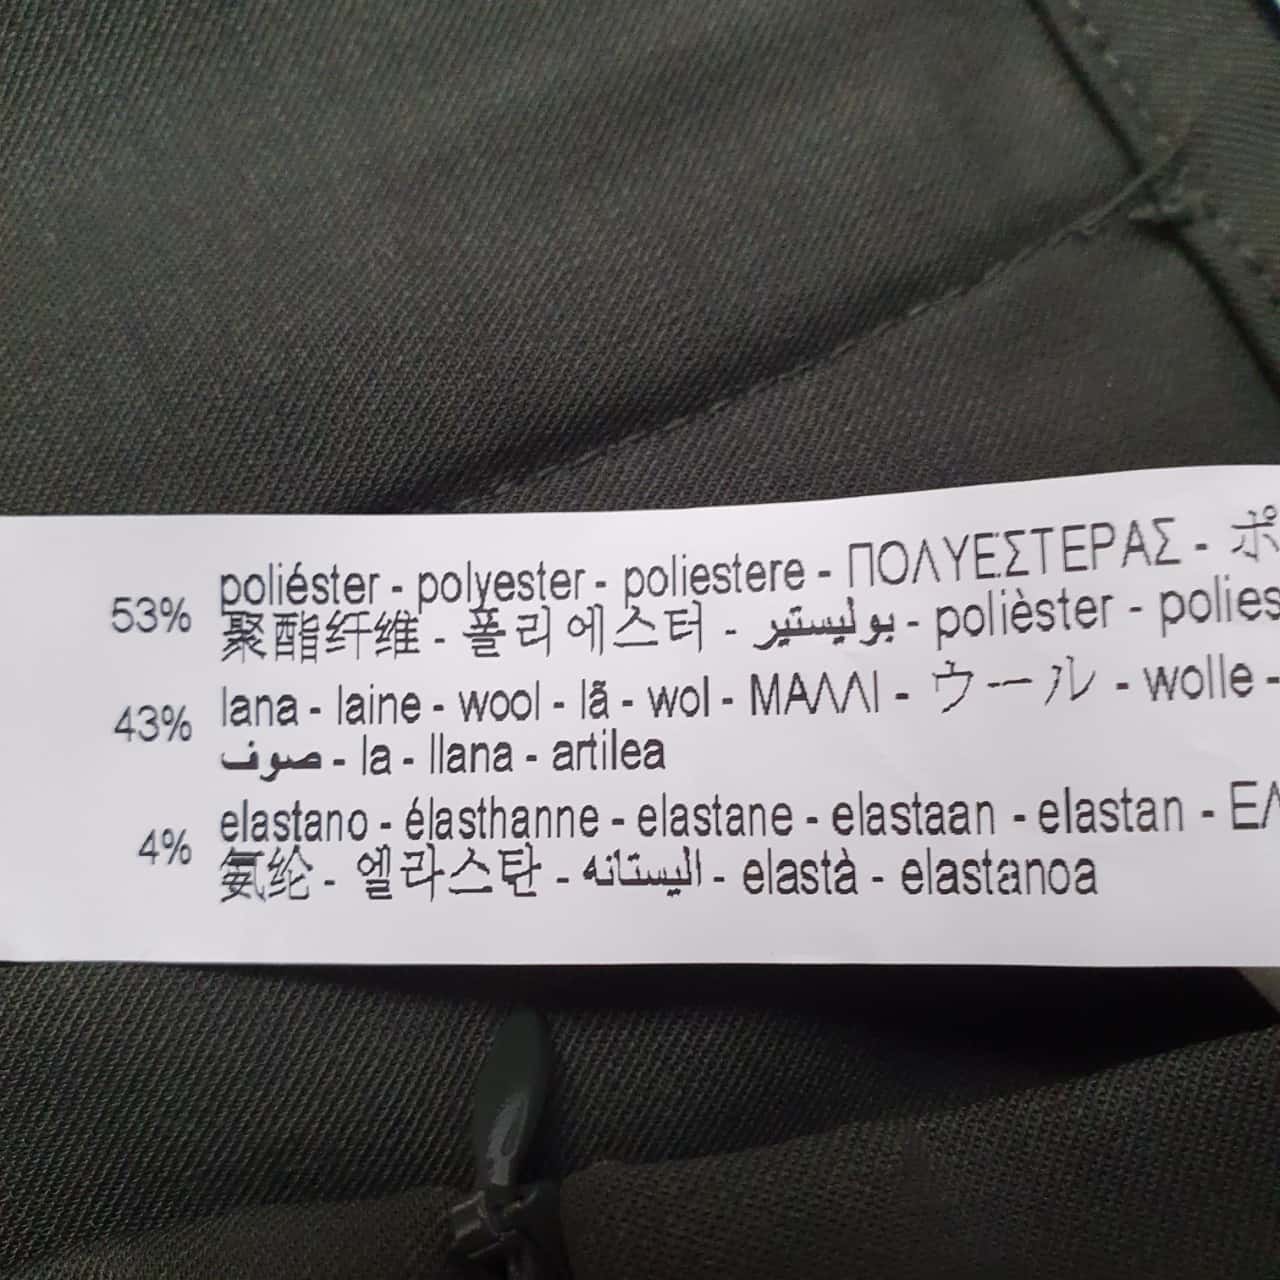 53% poliéster - polyester - poliestere - ΠΟΛΥΕΣΤΕΡΑΣ - ポ
聚酯纤维 - 폴리에스터 - بوليستير - polièster - polies
43% lana - laine - wool - lã - wol - ΜΑΛΛΙ - ウール - wolle -
صوف - la - llana - artilea
4% elastano - élasthanne - elastane - elastaan - elastan - ΕΛ
氨纶 - 엘라스탄 - اليستانه - elastà - elastanoa